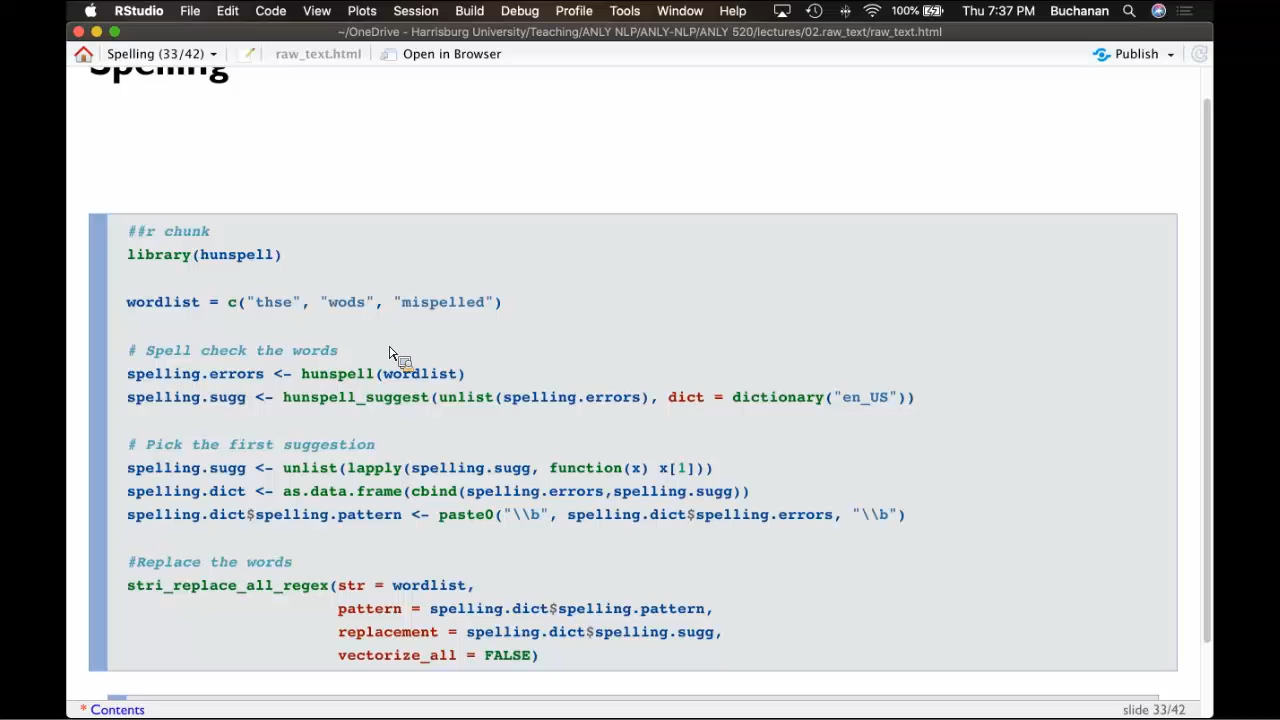 RStudio File Edit Code View Plots Session Build Debug Profile Tools Window Help 100% Thu 7:37 PM Buchanan
~/OneDrive - Harrisburg University/Teaching/ANLY NLP/ANLY-NLP/ANLY 520/lectures/02.raw_text/raw_text.html
Spelling (33/42) raw_text.html Open in Browser Publish
Spelling
##r chunk
library(hunspell)
wordlist = c("thse", "wods", "mispelled")
# Spell check the words
spelling.errors <- hunspell(wordlist)
spelling.sugg <- hunspell_suggest(unlist(spelling.errors), dict = dictionary("en_US"))
# Pick the first suggestion
spelling.sugg <- unlist(lapply(spelling.sugg, function(x) x[1]))
spelling.dict <- as.data.frame(cbind(spelling.errors,spelling.sugg))
spelling.dict$spelling.pattern <- paste0("\\b", spelling.dict$spelling.errors, "\\b")
#Replace the words
stri_replace_all_regex(str = wordlist,
pattern = spelling.dict$spelling.pattern,
replacement = spelling.dict$spelling.sugg,
vectorize_all = FALSE)
* Contents slide 33/42